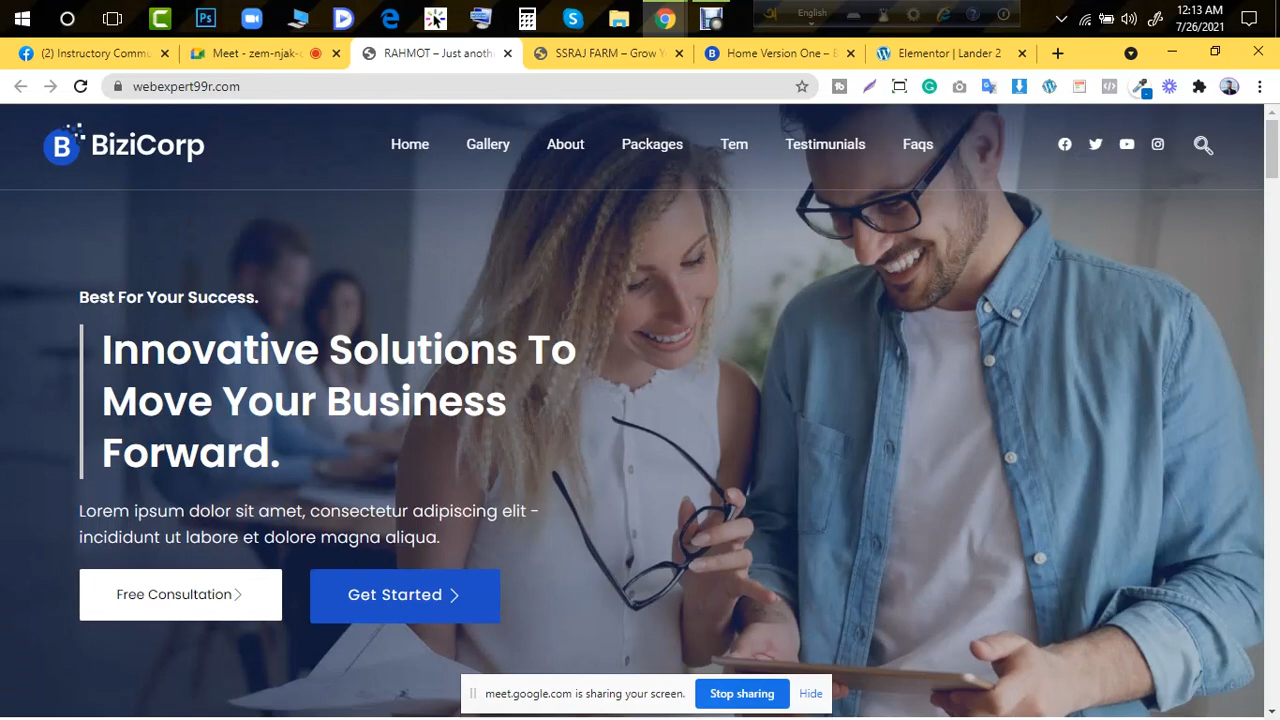 English
12:13 AM
7/26/2021
(2) Instructory Commu
Meet - zem-njak-c
RAHMOT – Just anoth
SSRAJ FARM – Grow Y
Home Version One – E
Elementor | Lander 2
webexpert99r.com
BiziCorp
Home
Gallery
About
Packages
Tem
Testimonials
Faqs
Best For Your Success.
Innovative Solutions To
Move Your Business
Forward.
Lorem ipsum dolor sit amet, consectetur adipiscing elit -
incididunt ut labore et dolore magna aliqua.
Free Consultation
Get Started
meet.google.com is sharing your screen.
Stop sharing
Hide